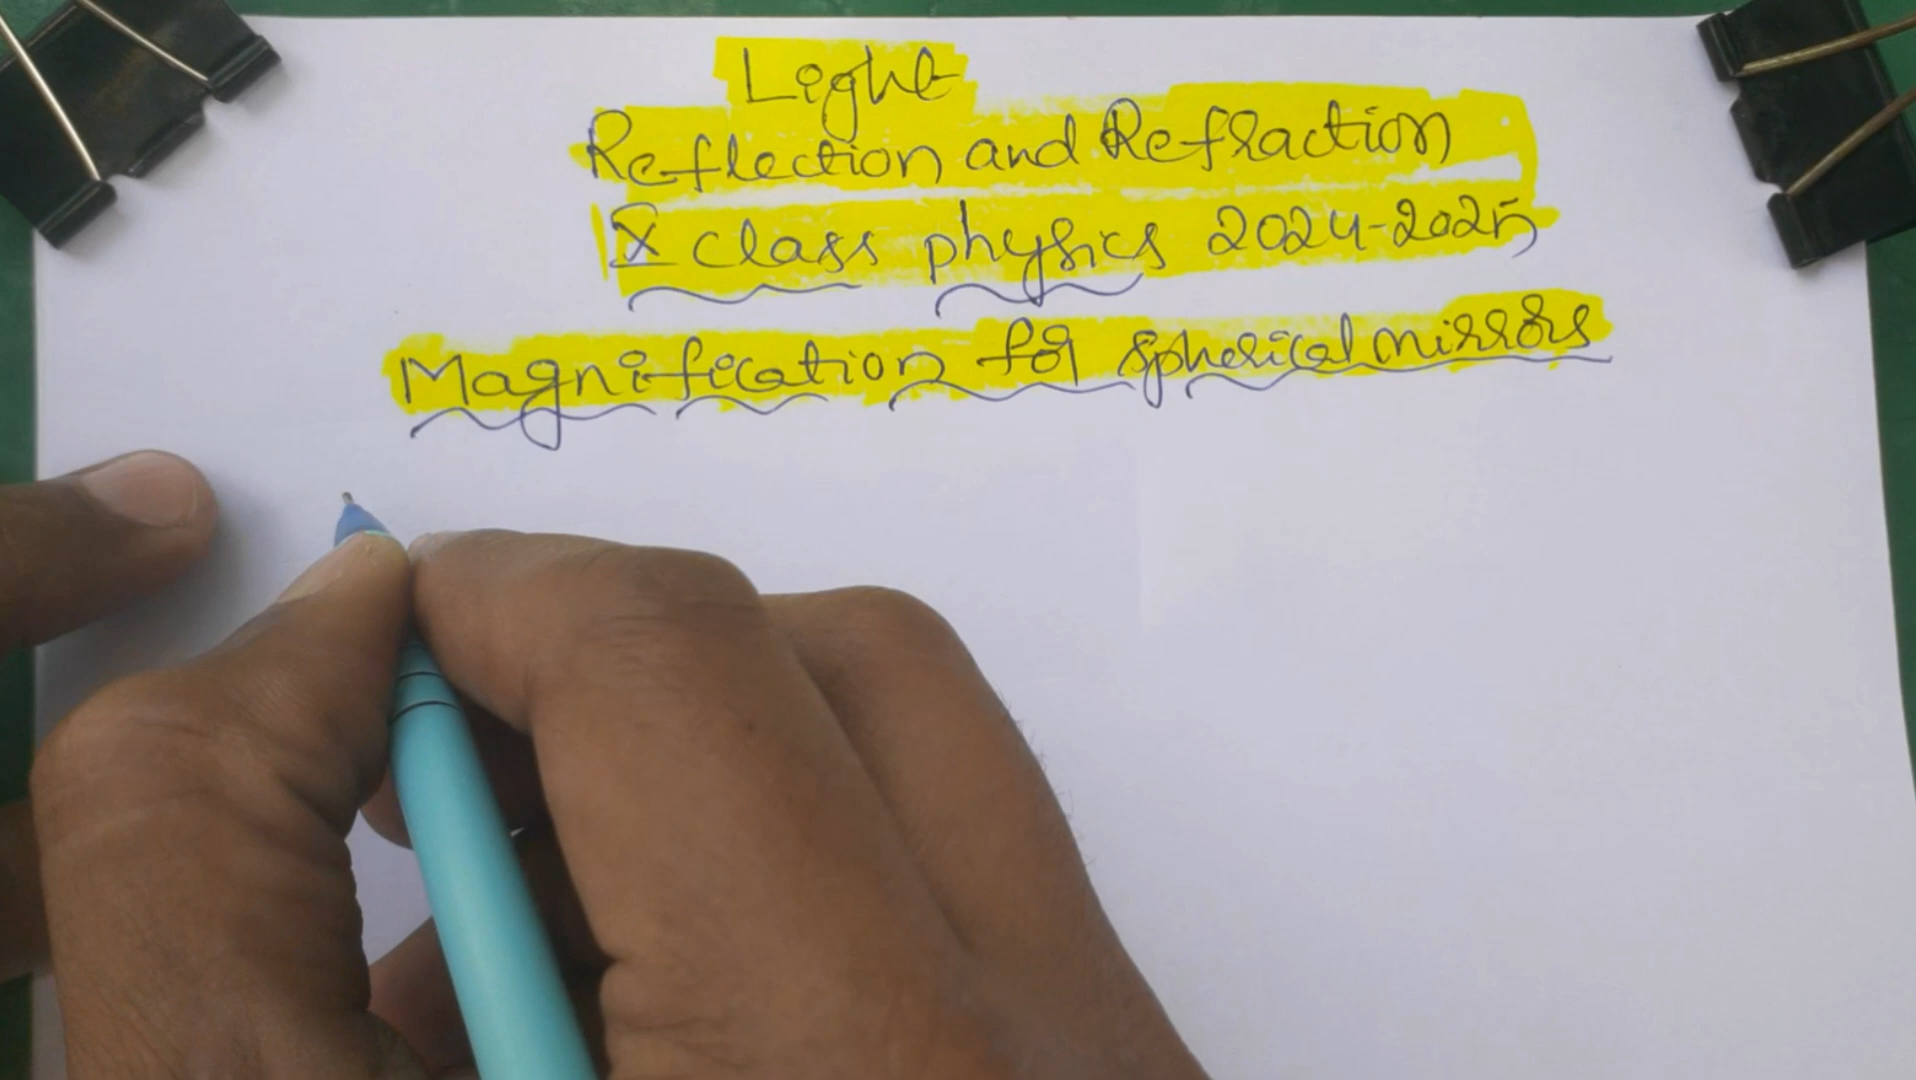 Light
Reflection and Refraction
X class physics 2024-2025
Magnification for spherical mirrors